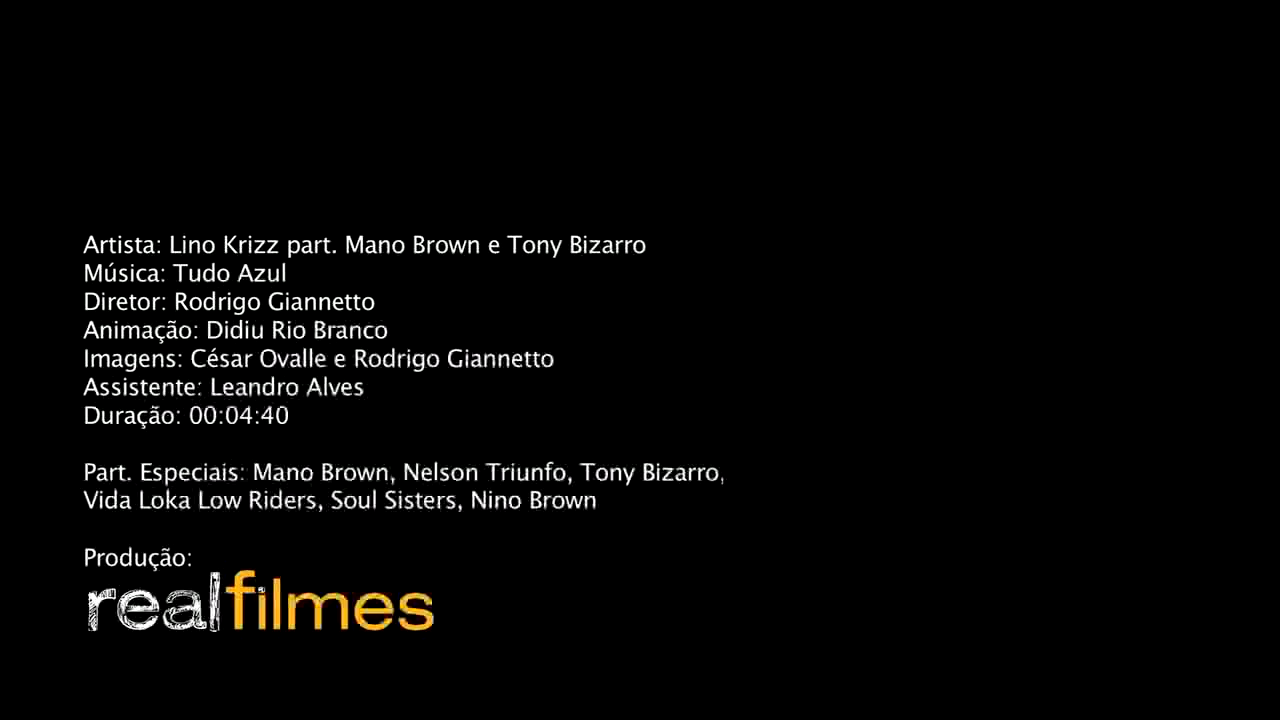 Artista: Lino Krizz part. Mano Brown e Tony Bizarro
Música: Tudo Azul
Diretor: Rodrigo Giannetto
Animação: Didiu Rio Branco
Imagens: César Ovalle e Rodrigo Giannetto
Assistente: Leandro Alves
Duração: 00:04:40
Part. Especiais: Mano Brown, Nelson Triunfo, Tony Bizarro,
Vida Loka Low Riders, Soul Sisters, Nino Brown
Produção:
realfilmes